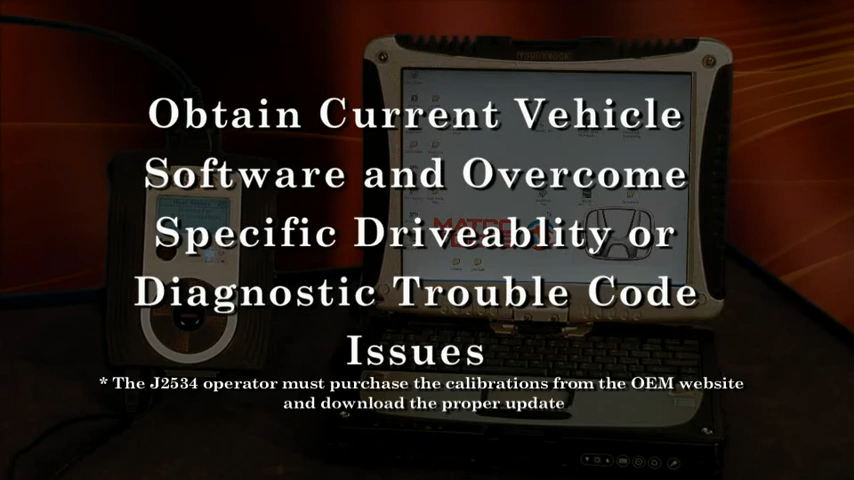 Obtain Current Vehicle
Software and Overcome
Specific Driveablity or
Diagnostic Trouble Code
Issues
* The J2534 operator must purchase the calibrations from the OEM website
and download the proper update